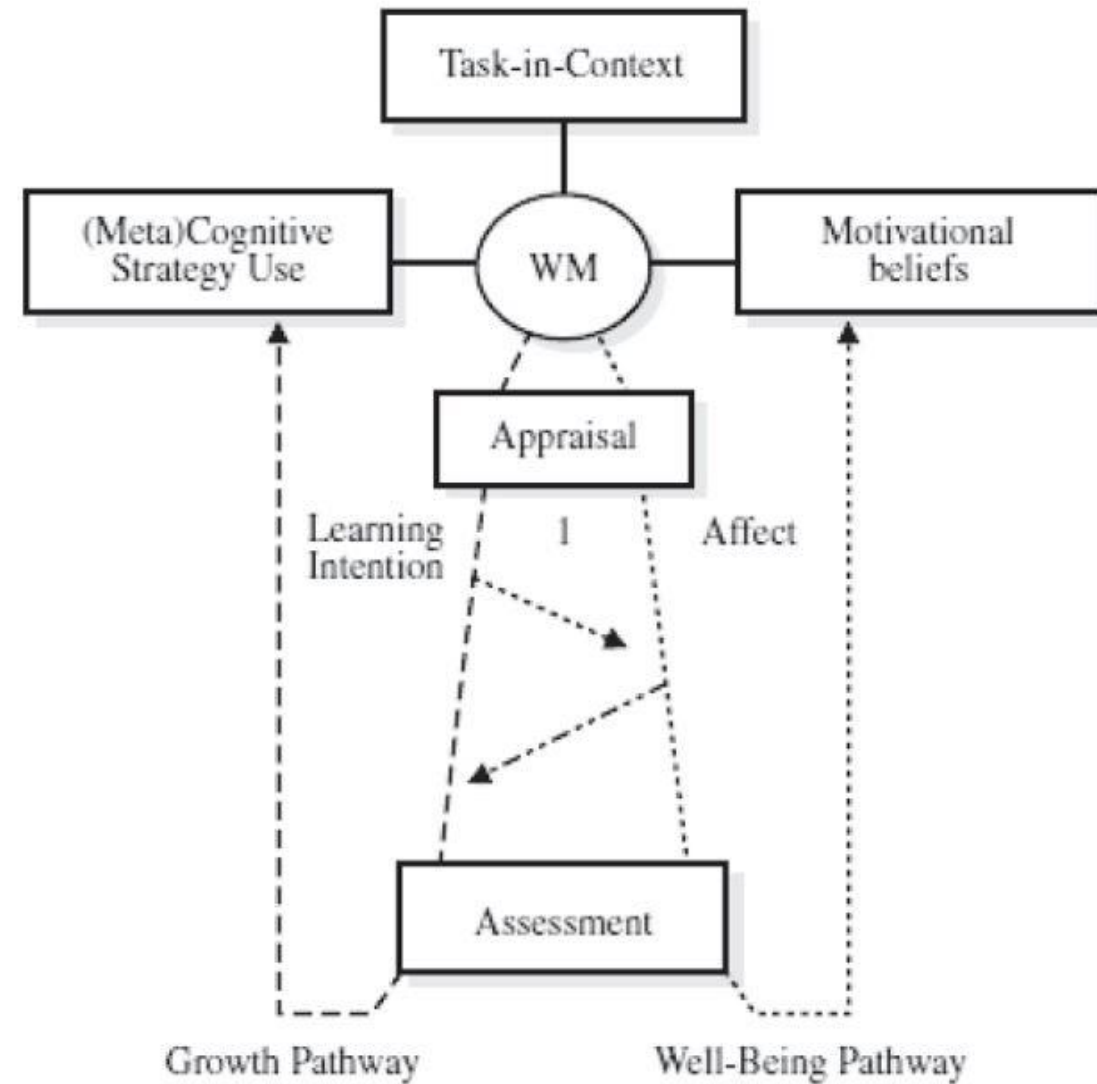 Task-in-Context
(Meta)Cognitive
Strategy Use
WM
Motivational
beliefs
Appraisal
Learning
Intention
1
Affect
Assessment
Growth Pathway
Well-Being Pathway